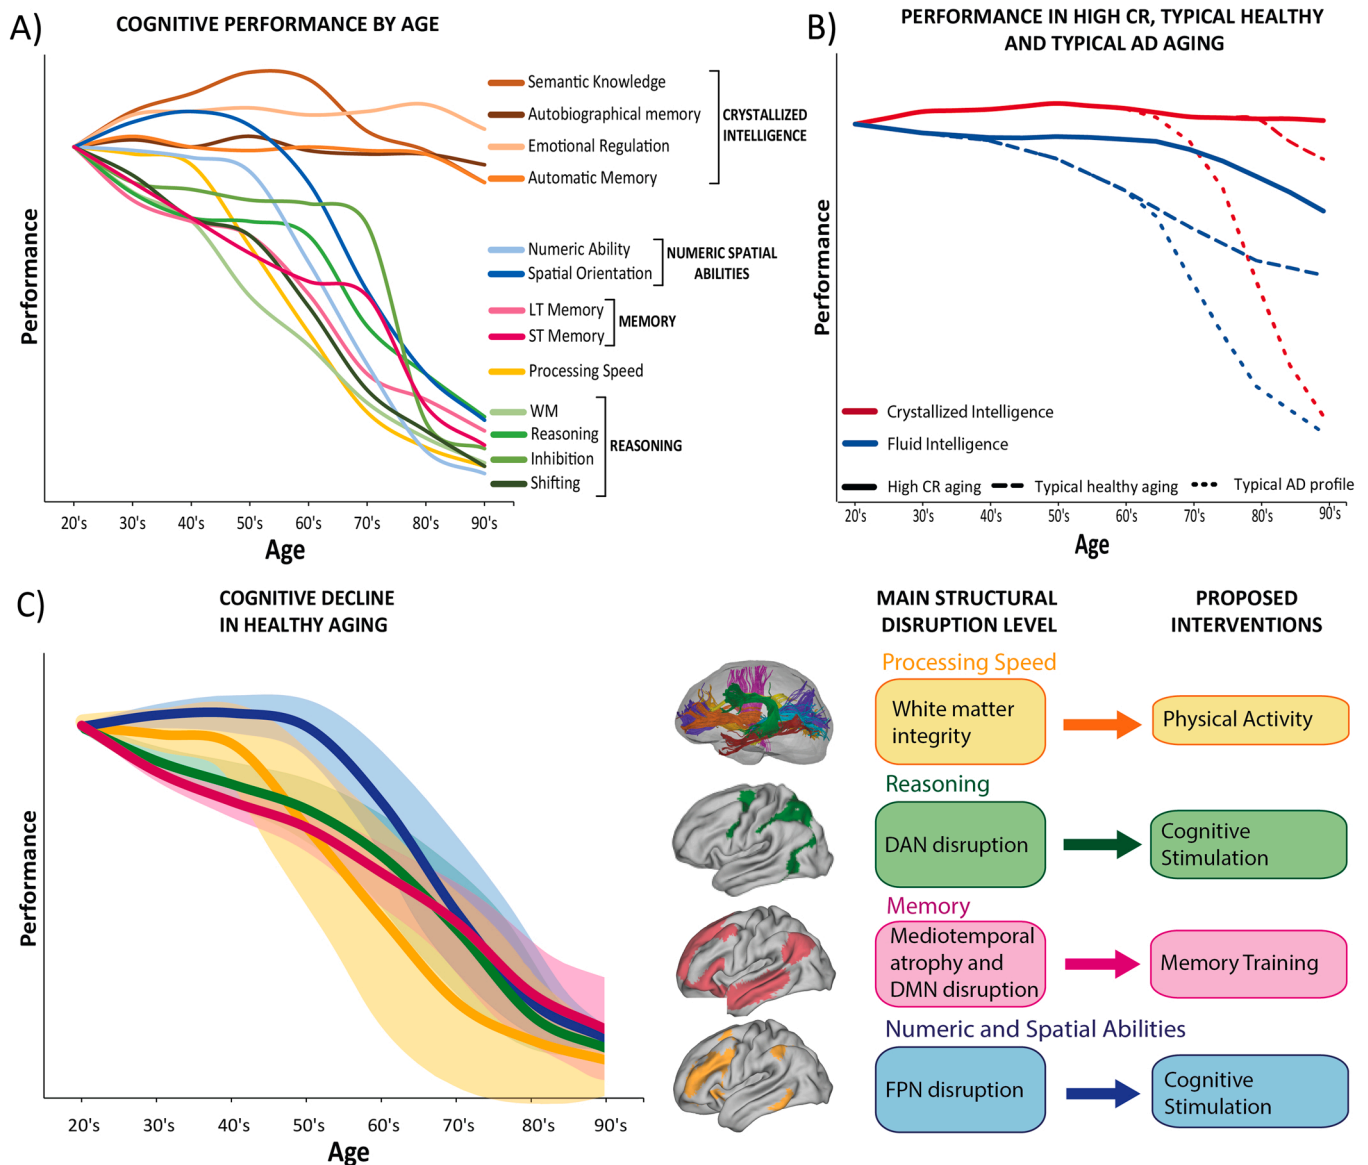 A)
COGNITIVE PERFORMANCE BY AGE
Performance
Semantic Knowledge
Autobiographical memory
Emotional Regulation
Automatic Memory
CRYSTALLIZED
INTELLIGENCE
Numeric Ability
Spatial Orientation
NUMERIC SPATIAL
ABILITIES
LT Memory
ST Memory
MEMORY
Processing Speed
WM
Reasoning
Inhibition
Shifting
REASONING
20's 30's 40's 50's 60's 70's 80's 90's
Age
B)
PERFORMANCE IN HIGH CR, TYPICAL HEALTHY
AND TYPICAL AD AGING
Performance
Crystallized Intelligence
Fluid Intelligence
High CR aging Typical healthy aging Typical AD profile
20's 30's 40's 50's 60's 70's 80's 90's
Age
C)
COGNITIVE DECLINE
IN HEALTHY AGING
Performance
20's 30's 40's 50's 60's 70's 80's 90's
Age
MAIN STRUCTURAL
DISRUPTION LEVEL
PROPOSED
INTERVENTIONS
Processing Speed
White matter
integrity
Physical Activity
Reasoning
DAN disruption
Cognitive
Stimulation
Memory
Mediotemporal
atrophy and
DMN disruption
Memory Training
Numeric and Spatial Abilities
FPN disruption
Cognitive
Stimulation